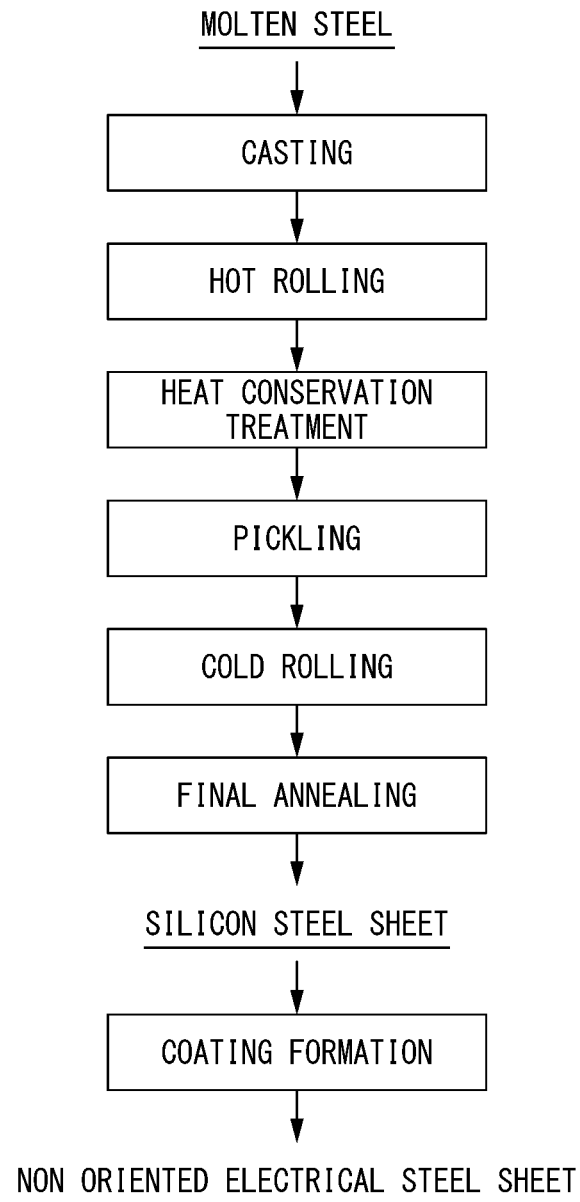 MOLTEN STEEL
CASTING
HOT ROLLING
HEAT CONSERVATION
TREATMENT
PICKLING
COLD ROLLING
FINAL ANNEALING
SILICON STEEL SHEET
COATING FORMATION
NON ORIENTED ELECTRICAL STEEL SHEET